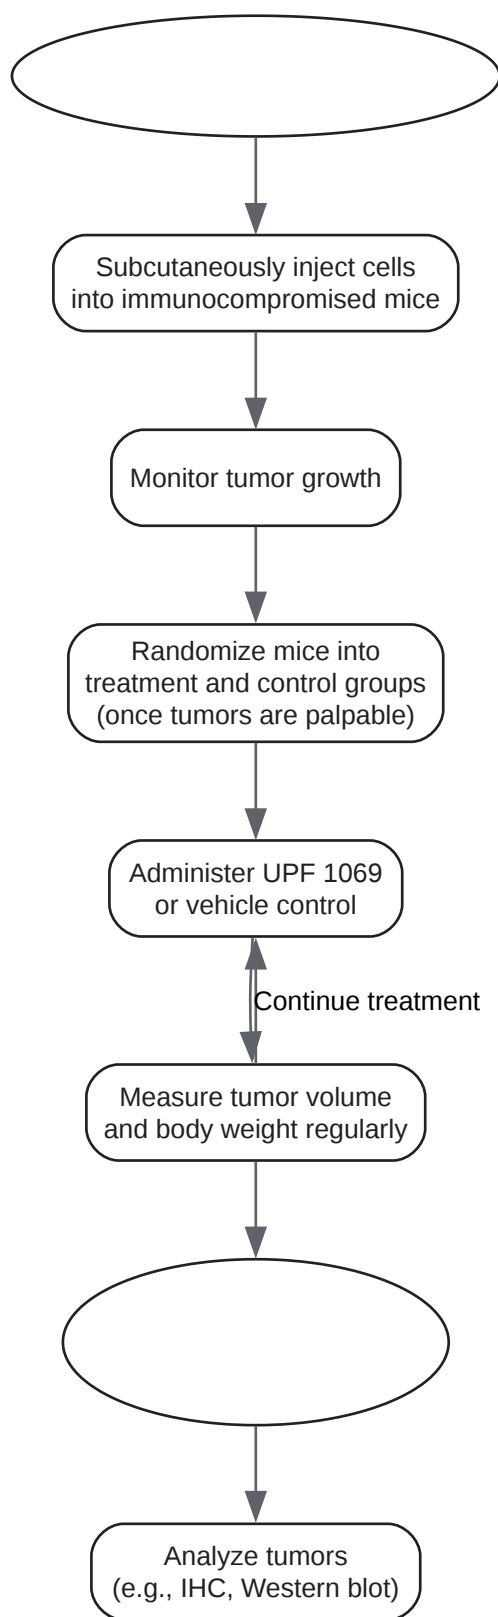 Subcutaneously inject cells
into immunocompromised mice
Monitor tumor growth
Randomize mice into
treatment and control groups
(once tumors are palpable)
Administer UPF 1069
or vehicle control
Continue treatment
Measure tumor volume
and body weight regularly
Analyze tumors
(e.g., IHC, Western blot)